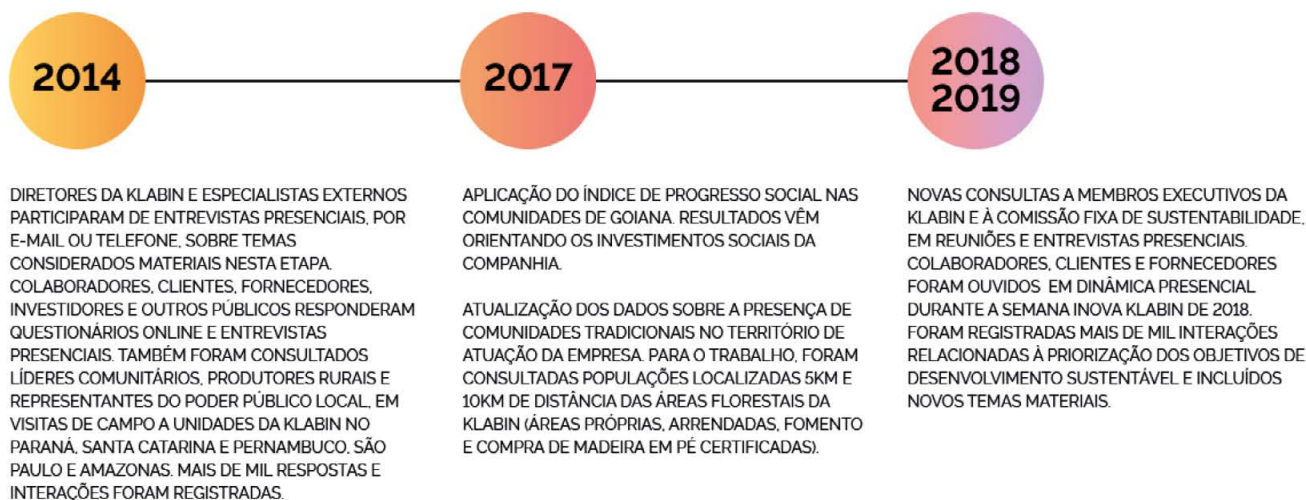 2014
DIRETORES DA KLABIN E ESPECIALISTAS EXTERNOS
PARTICIPARAM DE ENTREVISTAS PRESENCIAIS, POR
E-MAIL OU TELEFONE, SOBRE TEMAS
CONSIDERADOS MATERIAIS NESTA ETAPA.
COLABORADORES, CLIENTES, FORNECEDORES,
INVESTIDORES E OUTROS PÚBLICOS RESPONDERAM
QUESTIONÁRIOS ONLINE E ENTREVISTAS
PRESENCIAIS. TAMBÉM FORAM CONSULTADOS
LÍDERES COMUNITÁRIOS, PRODUTORES RURAIS E
REPRESENTANTES DO PODER PÚBLICO LOCAL, EM
VISITAS DE CAMPO A UNIDADES DA KLABIN NO
PARANÁ, SANTA CATARINA E PERNAMBUCO, SÃO
PAULO E AMAZONAS. MAIS DE MIL RESPOSTAS E
INTERAÇÕES FORAM REGISTRADAS.
2017
APLICAÇÃO DO ÍNDICE DE PROGRESSO SOCIAL NAS
COMUNIDADES DE GOIANA. RESULTADOS VÊM
ORIENTANDO OS INVESTIMENTOS SOCIAIS DA
COMPANHIA.
ATUALIZAÇÃO DOS DADOS SOBRE A PRESENÇA DE
COMUNIDADES TRADICIONAIS NO TERRITÓRIO DE
ATUAÇÃO DA EMPRESA. PARA O TRABALHO, FORAM
CONSULTADAS POPULAÇÕES LOCALIZADAS 5KM E
10KM DE DISTÂNCIA DAS ÁREAS FLORESTAIS DA
KLABIN (ÁREAS PRÓPRIAS, ARRENDADAS, FOMENTO
E COMPRA DE MADEIRA EM PÉ CERTIFICADAS).
2018
2019
NOVAS CONSULTAS A MEMBROS EXECUTIVOS DA
KLABIN E À COMISSÃO FIXA DE SUSTENTABILIDADE,
EM REUNIÕES E ENTREVISTAS PRESENCIAIS.
COLABORADORES, CLIENTES E FORNECEDORES
FORAM OUVIDOS EM DINÂMICA PRESENCIAL
DURANTE A SEMANA INOVA KLABIN DE 2018.
FORAM REGISTRADAS MAIS DE MIL INTERAÇÕES
RELACIONADAS À PRIORIZAÇÃO DOS OBJETIVOS DE
DESENVOLVIMENTO SUSTENTÁVEL E INCLUÍDOS
NOVOS TEMAS MATERIAIS.